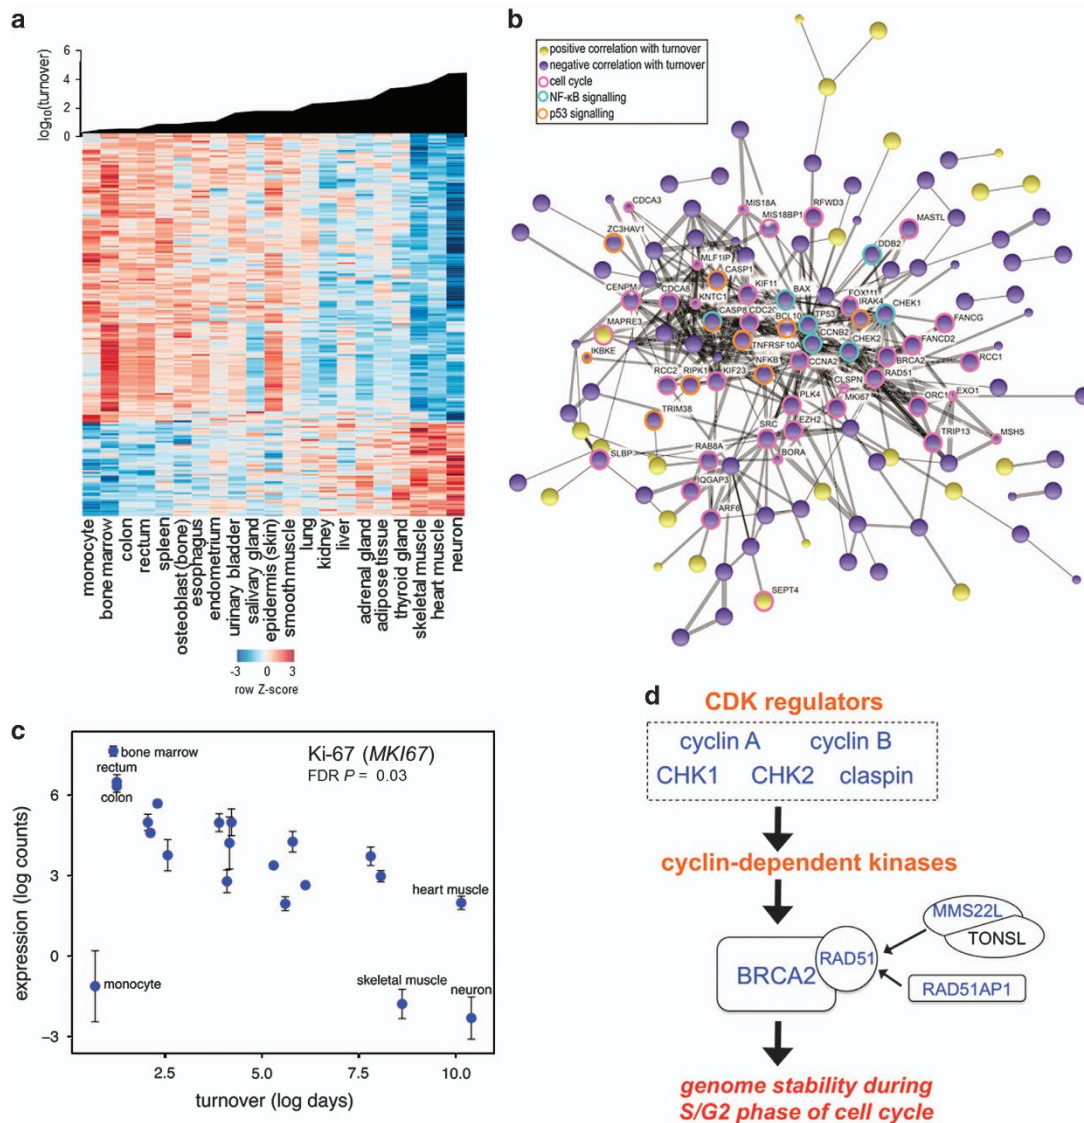 a
6
4
2
0
log10(turnover)
monocyte
bone marrow
colon
rectum
spleen
osteoblast (bone)
esophagus
endometrium
urinary bladder
salivary gland
epidermis (skin)
smoothmuscle
lung
kidney
liver
adrenal gland
adipose tissue
thyroid gland
skeletal muscle
heart muscle
neuron
-3 0 3
row Z-score
b
positive correlation with turnover
negative correlation with turnover
cell cycle
NF-κB signalling
p53 signalling
CDCA3
MIS18A
MIS18BP1
RFWD3
MASTL
ZC3HAV1
DDB2
MLF1IP
CASP1
CENPM
CDCA8
KIF11
BAX
IRAK4
CHEK1
KNTC1
CASP8
CDC20
BCL10
TP53
FANCG
MAPRE3
CCNB2
TNFRSF10A
CHEK2
FANCD2
IKBKE
NFKB
CCNA2
BRCA2
RCC1
RCC2
RIPK1
KIF23
RAD51
CLSPN
PLK4
MKI67
ORC1
EXO1
TRIM38
SRC
EZH2
TRIP13
MSH5
SLBP
RAB8A
BORA
IQGAP3
ARF6
SEPT4
c
Ki-67 (MKI67)
FDR P = 0.03
bone marrow
rectum
colon
heart muscle
monocyte
skeletal muscle
neuron
6
3
0
−3
expression (log counts)
2.5 5.0 7.5 10.0
turnover (log days)
d
CDK regulators
cyclin A cyclin B
CHK1 CHK2 claspin
cyclin-dependent kinases
MMS22L
TONSL
RAD51
BRCA2
RAD51AP1
genome stability during
S/G2 phase of cell cycle